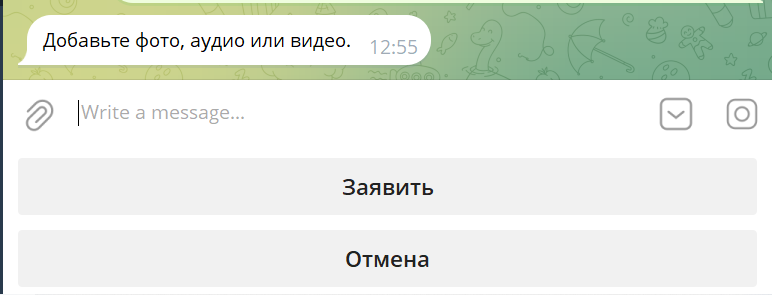 Добавьте фото, аудио или видео. 12:55
Write a message...
Заявить
Отмена